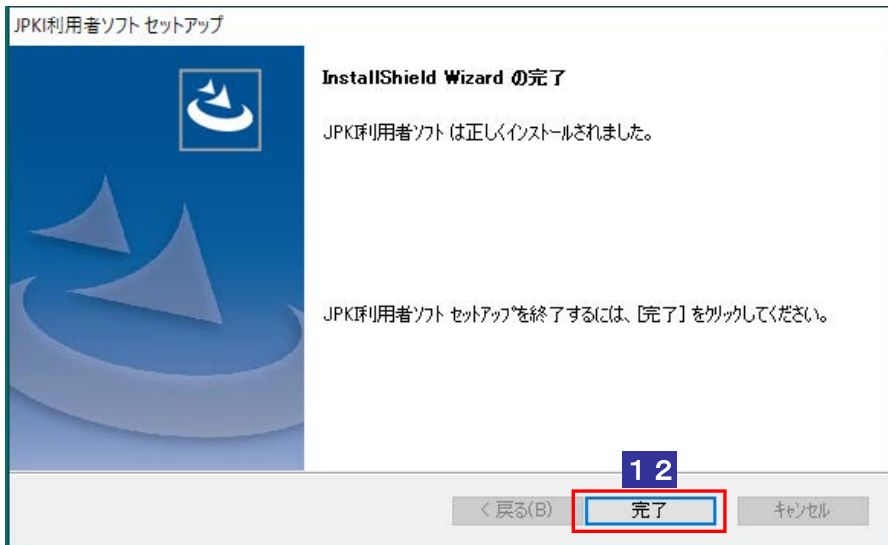 JPKI利用者ソフト セットアップ
InstallShield Wizard の完了
JPKI利用者ソフト は正しくインストールされました。
JPKI利用者ソフト セットアップを終了するには、[完了] をクリックしてください。
12
< 戻る(B)
完了
キャンセル